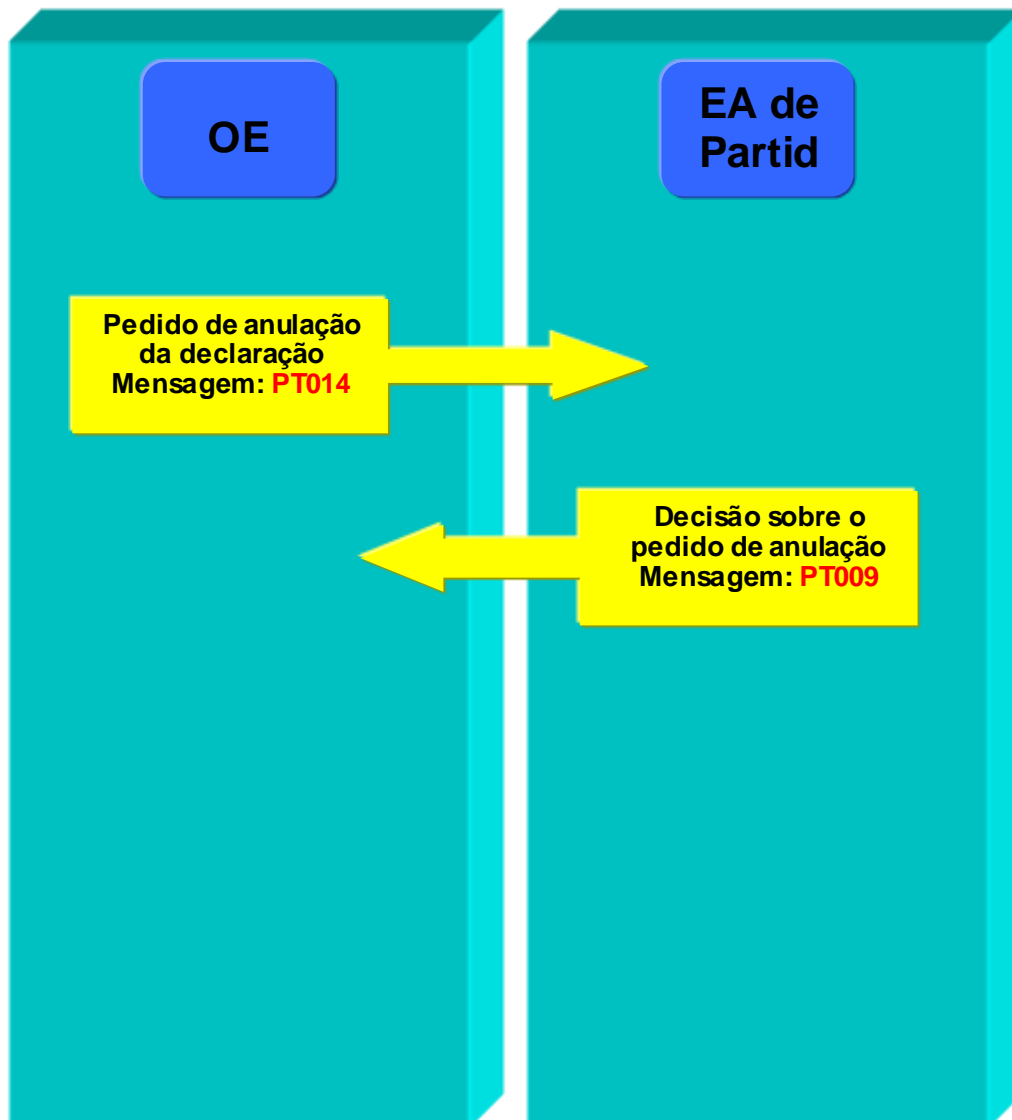 OE
EA de
Partid
Pedido de anulação
da declaração
Mensagem: PT014
Decisão sobre o
pedido de anulação
Mensagem: PT009